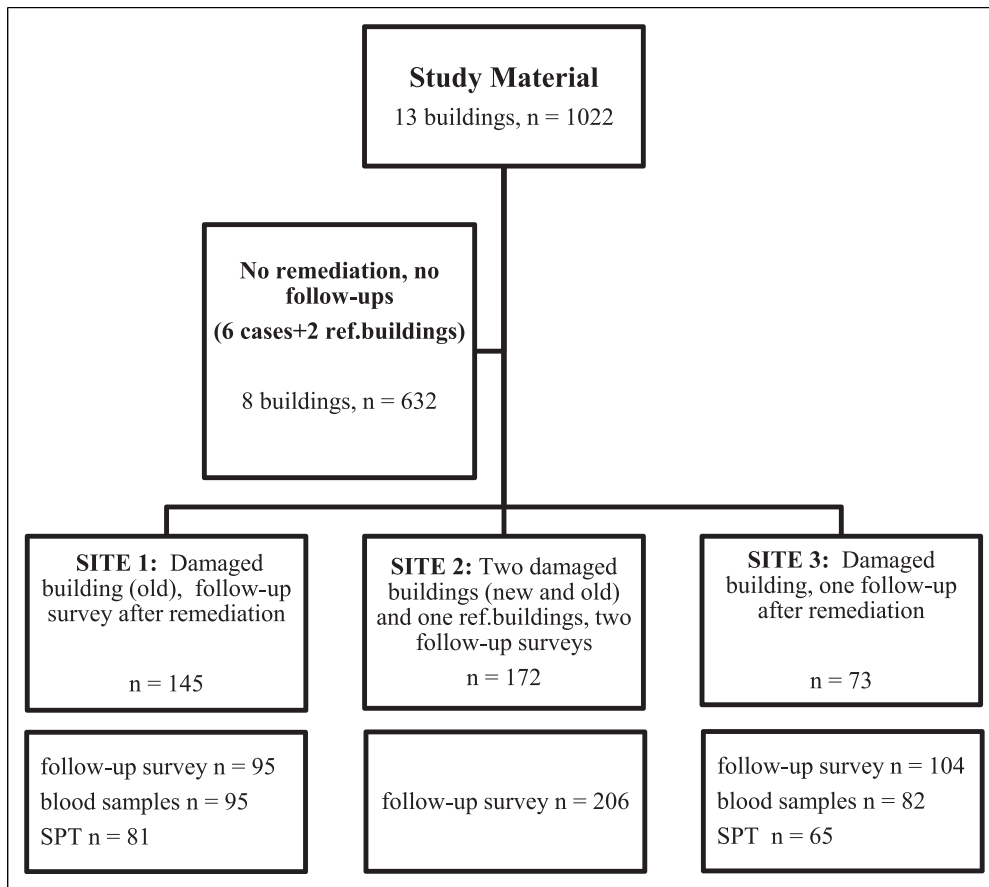 Study Material
13 buildings, n = 1022
No remediation, no
follow-ups
(6 cases+2 ref.buildings)
8 buildings, n = 632
SITE 1: Damaged
building (old), follow-up
survey after remediation
n = 145
SITE 2: Two damaged
buildings (new and old)
and one ref.buildings, two
follow-up surveys
n = 172
SITE 3: Damaged
building, one follow-up
after remediation
n = 73
follow-up survey n = 95
blood samples n = 95
SPT n = 81
follow-up survey n = 206
follow-up survey n = 104
blood samples n = 82
SPT n = 65